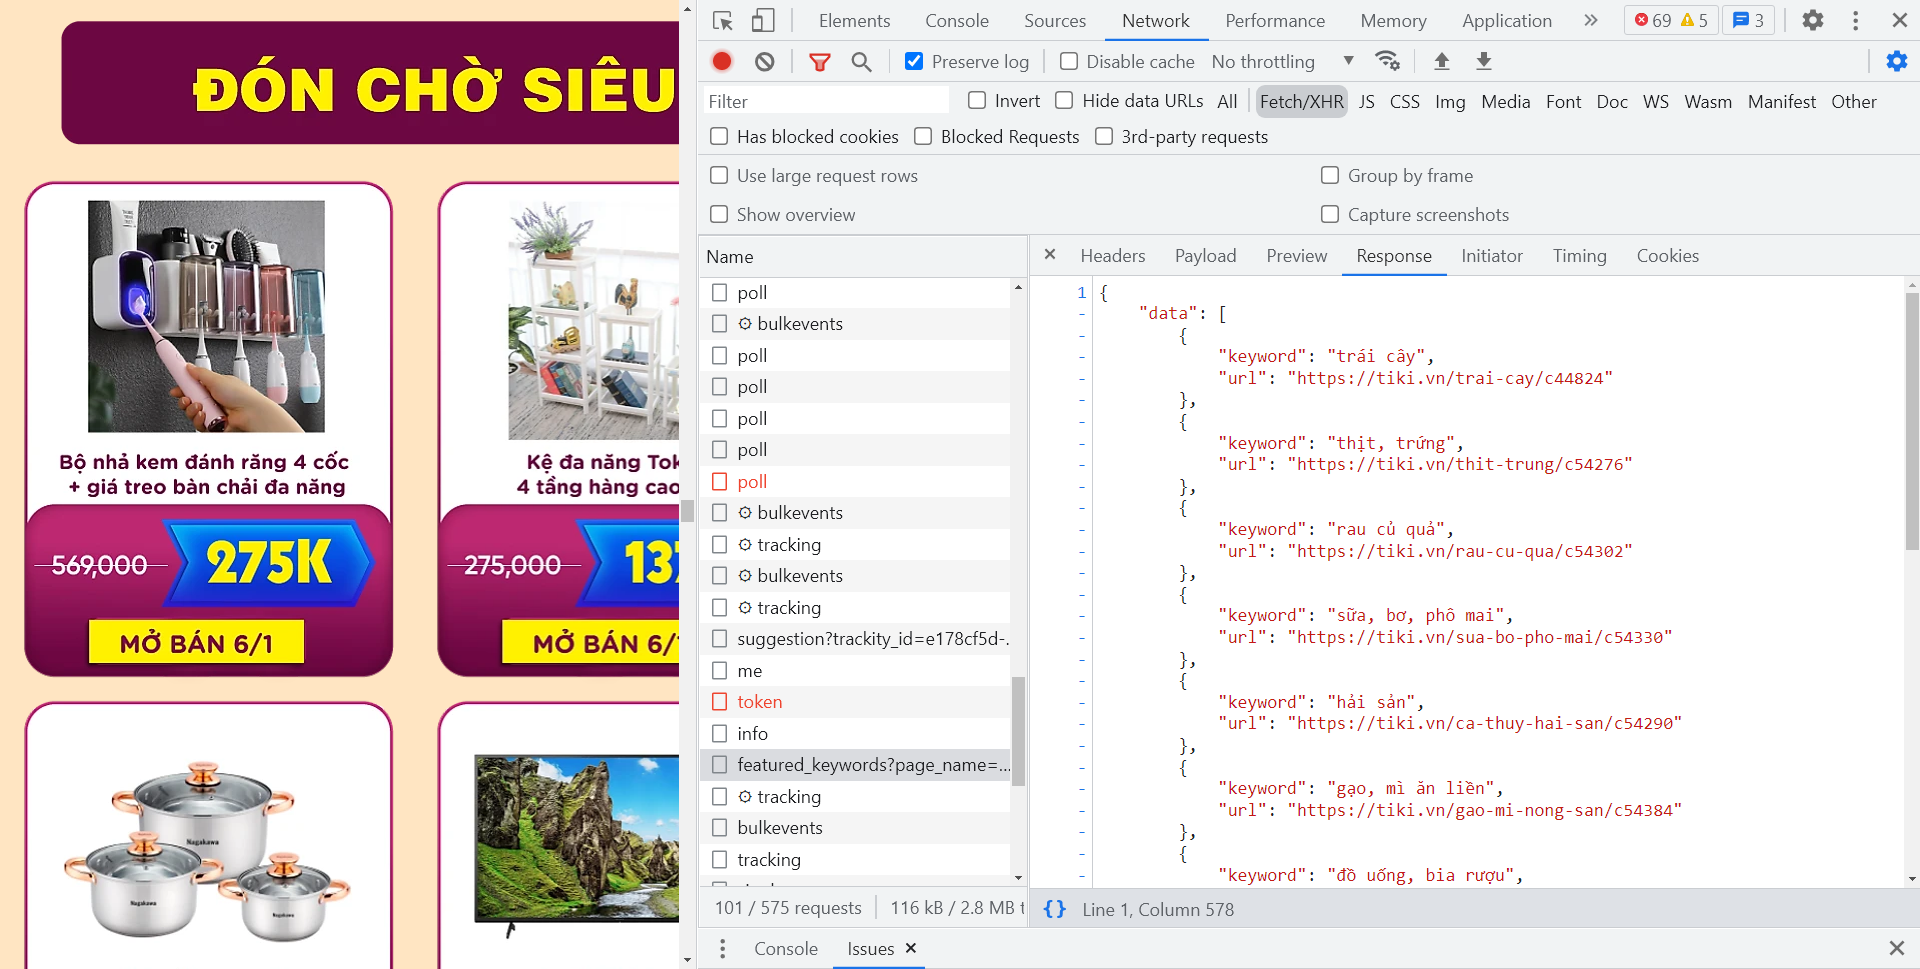 ĐÓN CHỜ SIÊU
Bộ nhả kem đánh răng 4 cốc
+ giá treo bàn chải đa năng
569,000
275K
MỞ BÁN 6/1
Kệ đa năng Tok
4 tầng hàng cao
275,000
137
MỞ BÁN 6/1
Nagakawa
Nagakawa
Nagakawa
Elements Console Sources Network Performance Memory Application » 69 5 3
Preserve log Disable cache No throttling
Filter Invert Hide data URLs All Fetch/XHR JS CSS Img Media Font Doc WS Wasm Manifest Other
Has blocked cookies Blocked Requests 3rd-party requests
Use large request rows Group by frame
Show overview Capture screenshots
Name
poll
bulkevents
poll
poll
poll
poll
poll
bulkevents
tracking
bulkevents
tracking
suggestion?trackity_id=e178cf5d-...
me
token
info
featured_keywords?page_name=...
tracking
bulkevents
tracking
101 / 575 requests 116 kB / 2.8 MB t
Headers Payload Preview Response Initiator Timing Cookies
1 {
- "data": [
- {
- "keyword": "trái cây",
- "url": "https://tiki.vn/trai-cay/c44824"
- },
- {
- "keyword": "thịt, trứng",
- "url": "https://tiki.vn/thit-trung/c54276"
- },
- {
- "keyword": "rau củ quả",
- "url": "https://tiki.vn/rau-cu-qua/c54302"
- },
- {
- "keyword": "sữa, bơ, phô mai",
- "url": "https://tiki.vn/sua-bo-pho-mai/c54330"
- },
- {
- "keyword": "hải sản",
- "url": "https://tiki.vn/ca-thuy-hai-san/c54290"
- },
- {
- "keyword": "gạo, mì ăn liền",
- "url": "https://tiki.vn/gao-mi-nong-san/c54384"
- },
- {
- "keyword": "đồ uống, bia rượu",
{} Line 1, Column 578
Console Issues